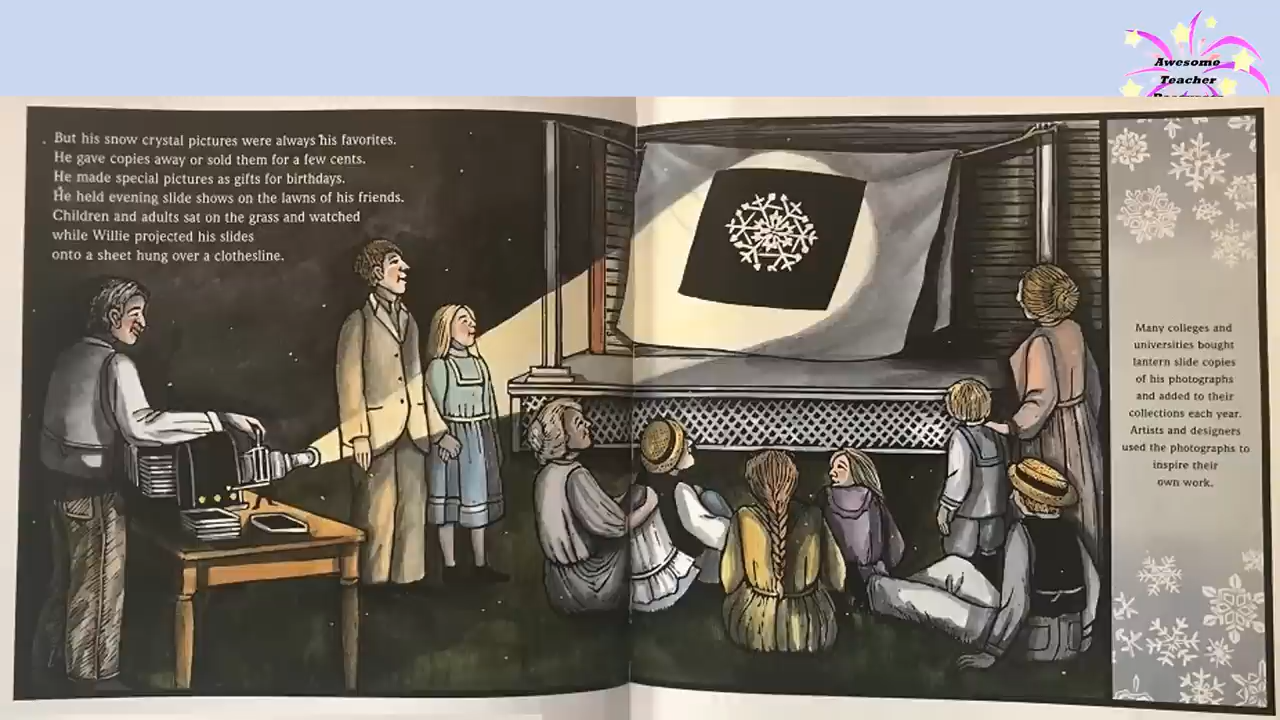 Awesome
Teacher
But his snow crystal pictures were always his favorites.
He gave copies away or sold them for a few cents.
He made special pictures as gifts for birthdays.
He held evening slide shows on the lawns of his friends.
Children and adults sat on the grass and watched
while Willie projected his slides
onto a sheet hung over a clothesline.
Many colleges and
universities bought
lantern slide copies
of his photographs
and added to their
collections each year.
Artists and designers
used the photographs to
inspire their
own work.